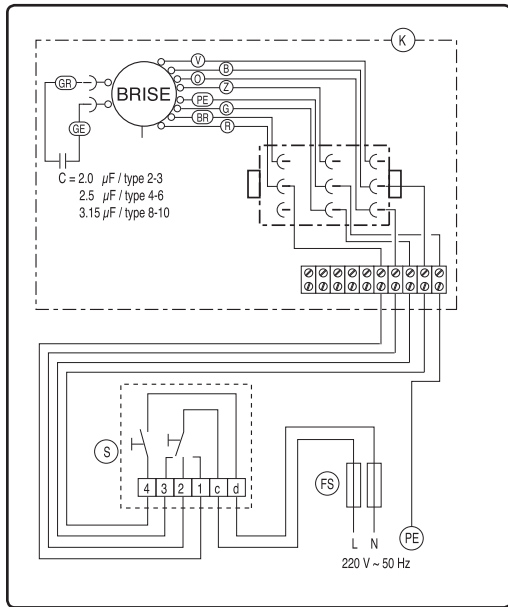 K
V
B
O
Z
PE
G
BR
R
GR
GE
BRISE
C = 2.0 µF / type 2-3
2.5 µF / type 4-6
3.15 µF / type 8-10
S
4 3 2 1 c d
FS
L N
PE
220 V ~ 50 Hz